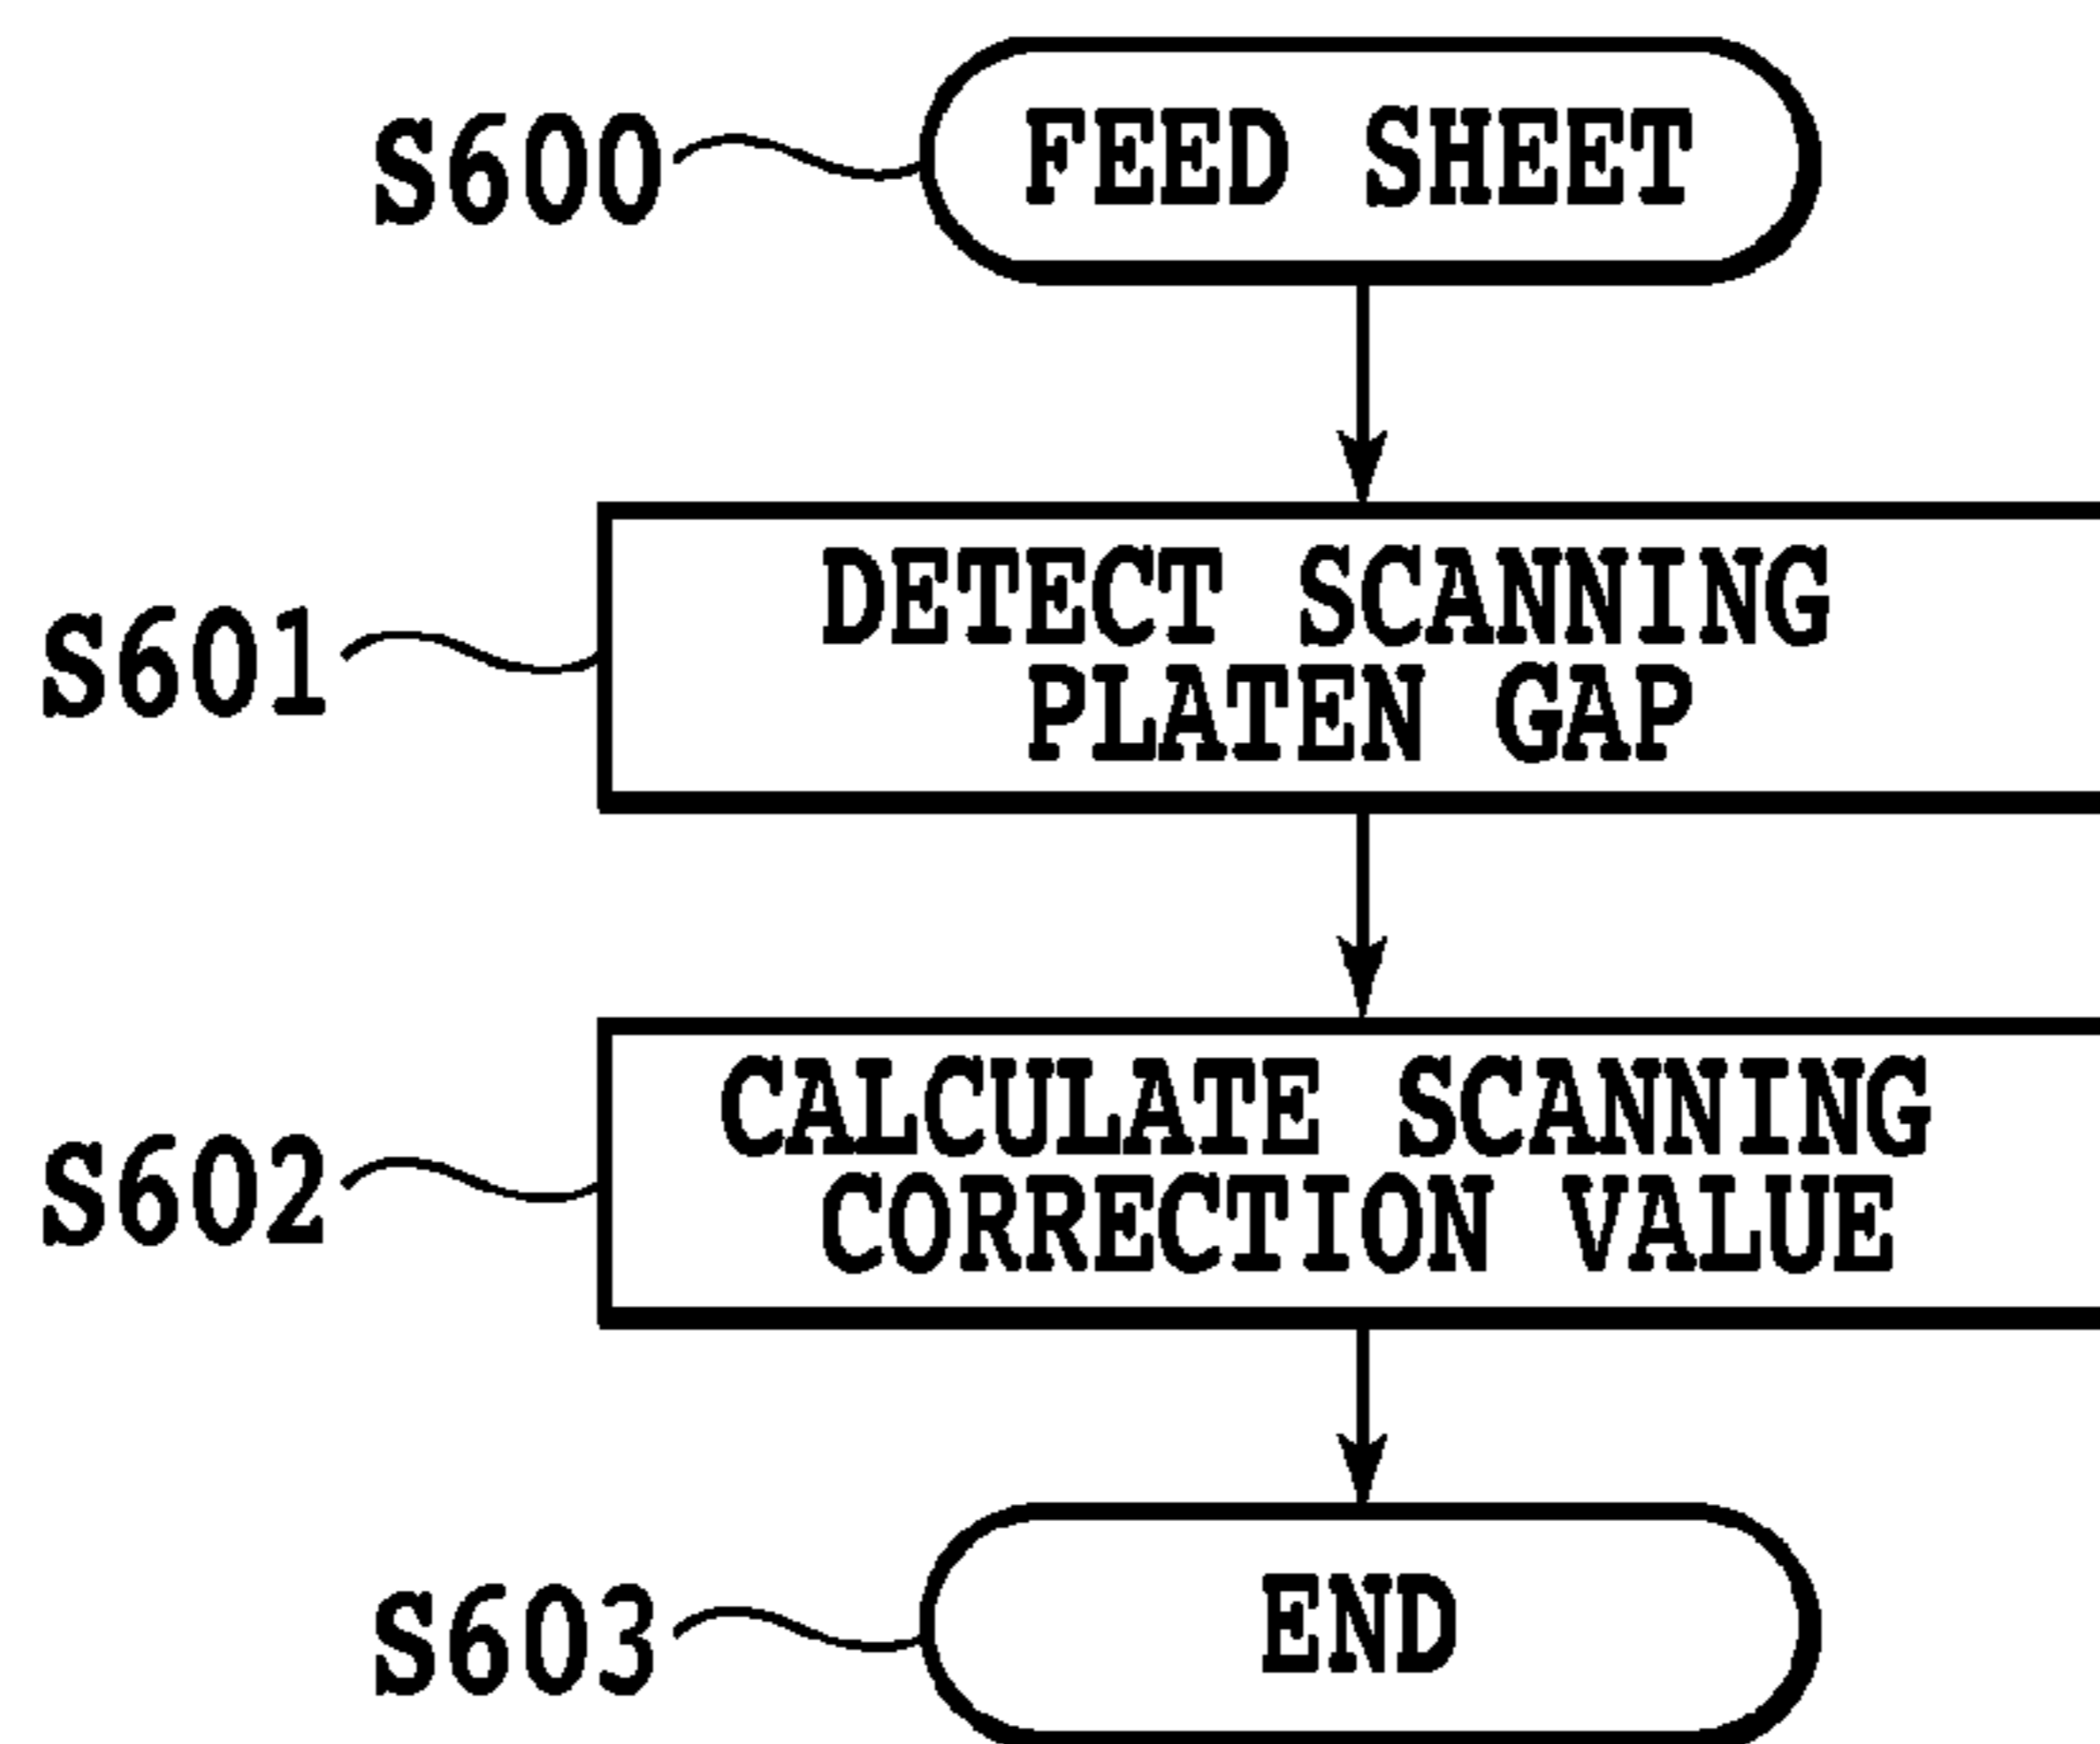 S600 FEED SHEET
S601 DETECT SCANNING
PLATEN GAP
S602 CALCULATE SCANNING
CORRECTION VALUE
S603 END